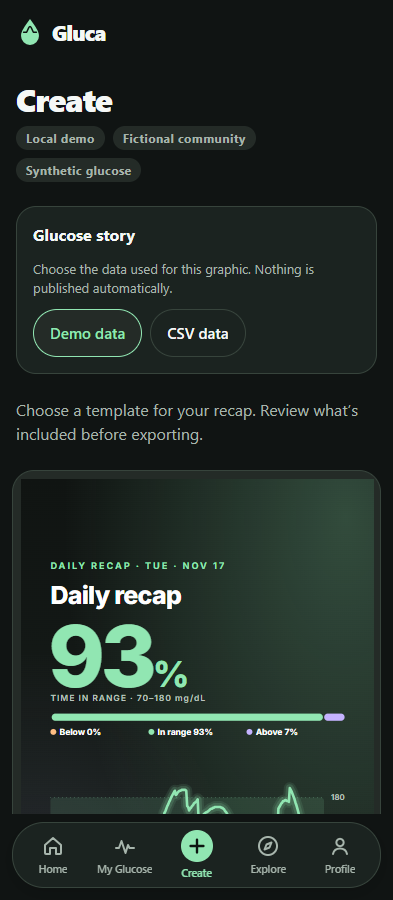 Gluca
Create
Local demo
Fictional community
Synthetic glucose
Glucose story
Choose the data used for this graphic. Nothing is
published automatically.
Demo data
CSV data
Choose a template for your recap. Review what's
included before exporting.
DAILY RECAP · TUE · NOV 17
Daily recap
93%
TIME IN RANGE · 70–180 mg/dL
Below 0%
In range 93%
Above 7%
180
Home
My Glucose
Create
Explore
Profile